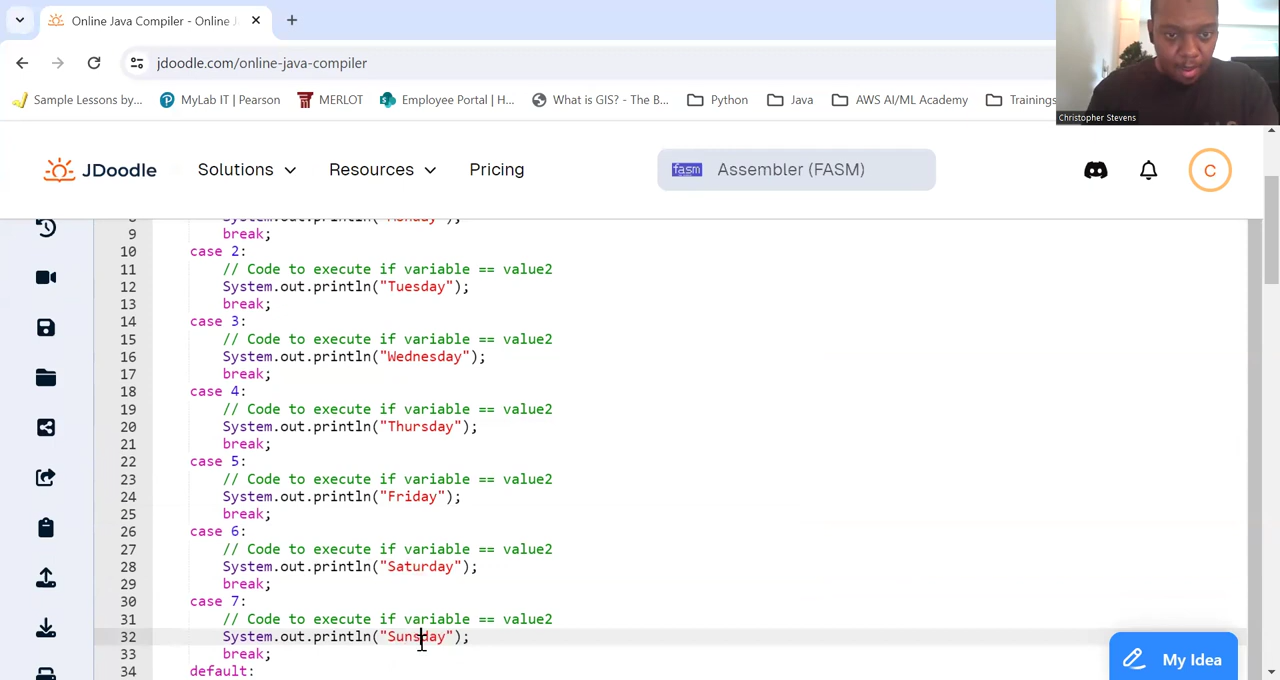 Online Java Compiler - Online J
jdoodle.com/online-java-compiler
Sample Lessons by...
MyLab IT | Pearson
MERLOT
Employee Portal | H...
What is GIS? - The B...
Python
Java
AWS AI/ML Academy
Trainings
Christopher Stevens
JDoodle
Solutions
Resources
Pricing
fasm Assembler (FASM)
C
8 System.out.println("Monday");
9 break;
10 case 2:
11 // Code to execute if variable == value2
12 System.out.println("Tuesday");
13 break;
14 case 3:
15 // Code to execute if variable == value2
16 System.out.println("Wednesday");
17 break;
18 case 4:
19 // Code to execute if variable == value2
20 System.out.println("Thursday");
21 break;
22 case 5:
23 // Code to execute if variable == value2
24 System.out.println("Friday");
25 break;
26 case 6:
27 // Code to execute if variable == value2
28 System.out.println("Saturday");
29 break;
30 case 7:
31 // Code to execute if variable == value2
32 System.out.println("Sunsday");
33 break;
34 default:
My Idea